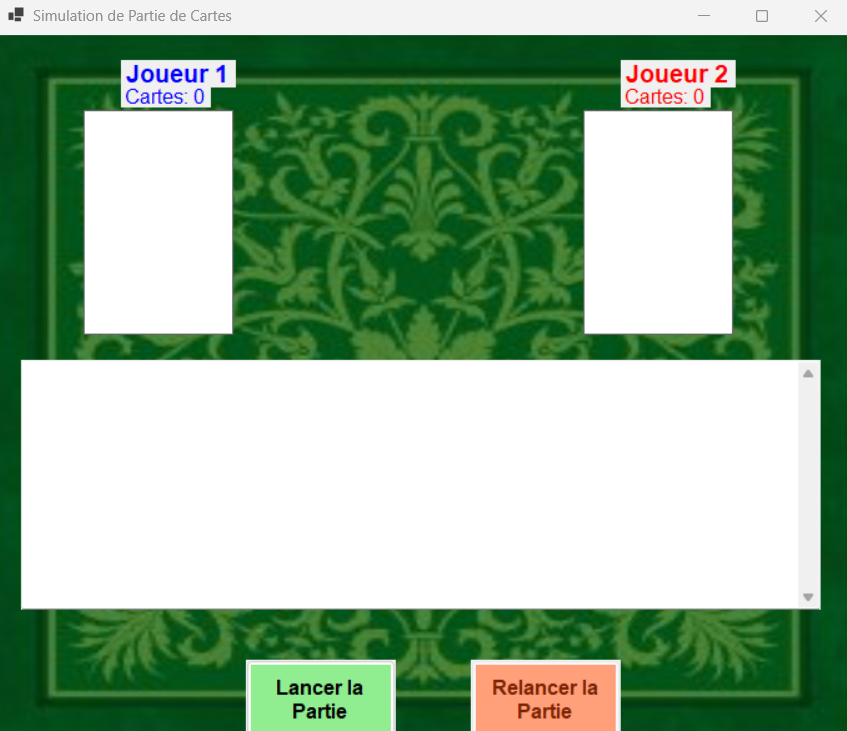 Simulation de Partie de Cartes
Joueur 1
Cartes: 0
Joueur 2
Cartes: 0
Lancer la
Partie
Relancer la
Partie